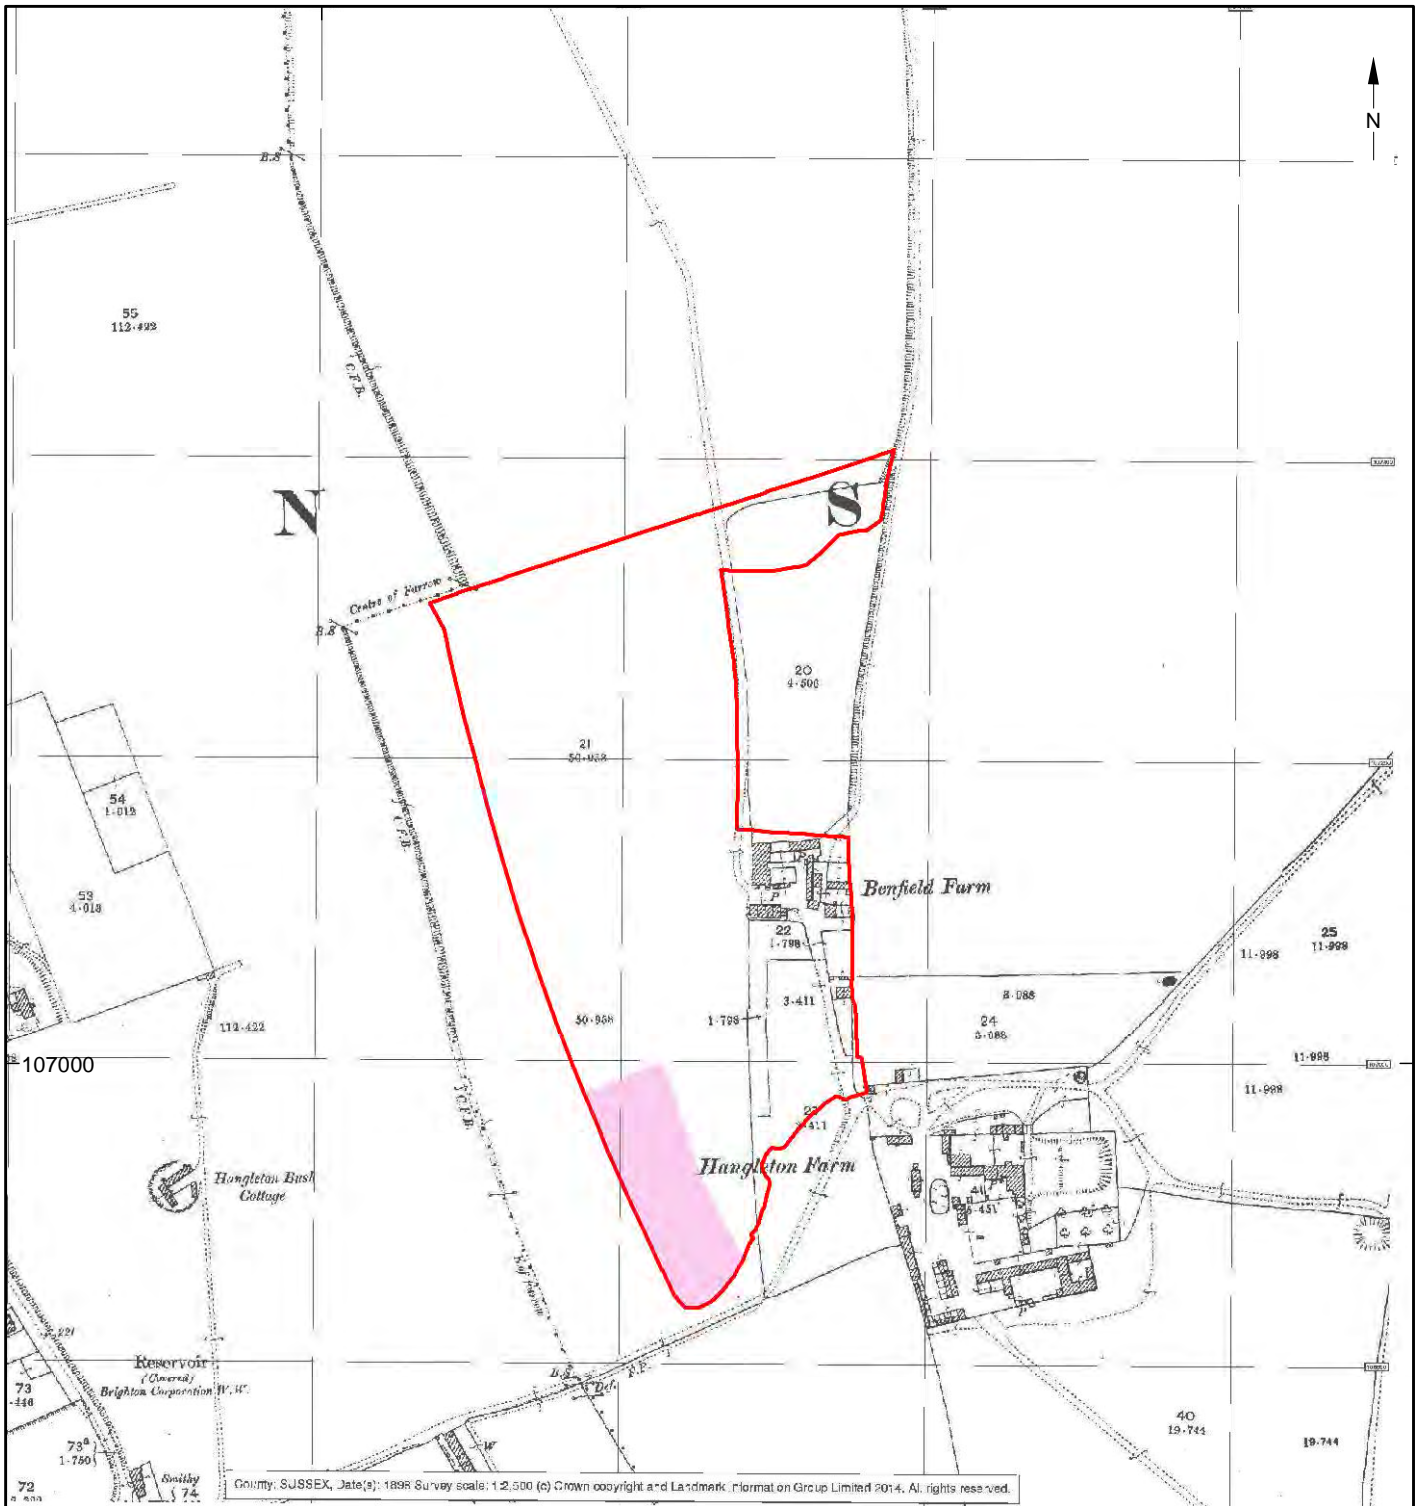 N
B.S.
55
112·422
C.F.B.
N
S
Centre of Furrow
B.S.
20
4·500
21
50·958
54
1·012
C.F.B.
53
4·013
Benfield Farm
22
1·798
25
11·998
11·998
3·411
8·088
24
112·422
50·958
1·798
107000
11·998
11·998
C.F.B.
Hangleton Farm
Hangleton Bush
Cottage
221
Reservoir
(Covered)
Brighton Corporation W.W.
B.S.
Def.
F.P.
73
40
19·744
19·744
73a
1·750
W
Smithy
72
74
County: SUSSEX, Date(s): 1898 Survey scale: 1:2,500 (c) Crown copyright and Landmark Information Group Limited 2014. All rights reserved.